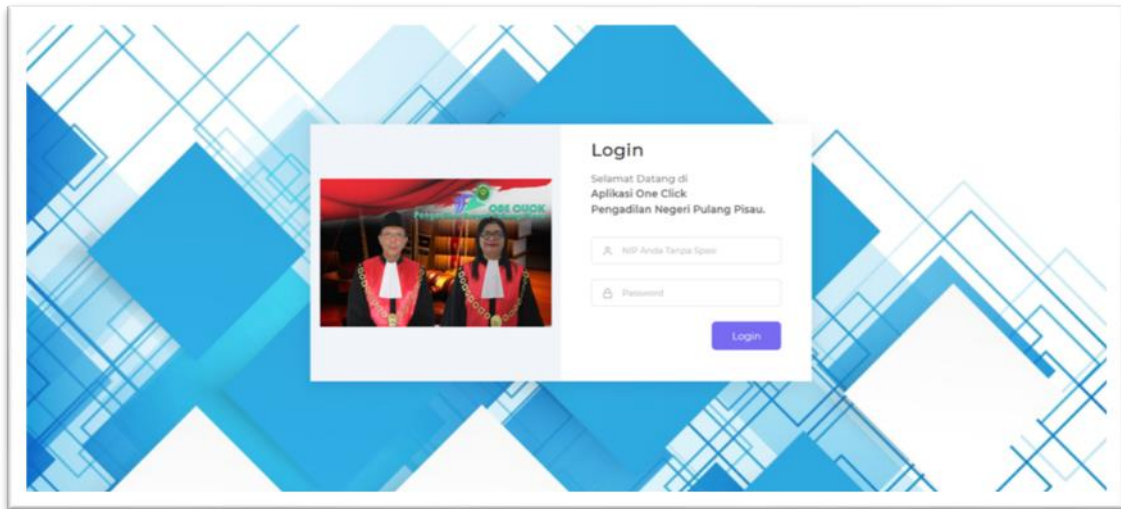 ONE CLICK
Login
Selamat Datang di
Aplikasi One Click
Pengadilan Negeri Pulang Pisau.
NIP Anda Tanpa Spasi
Password
Login